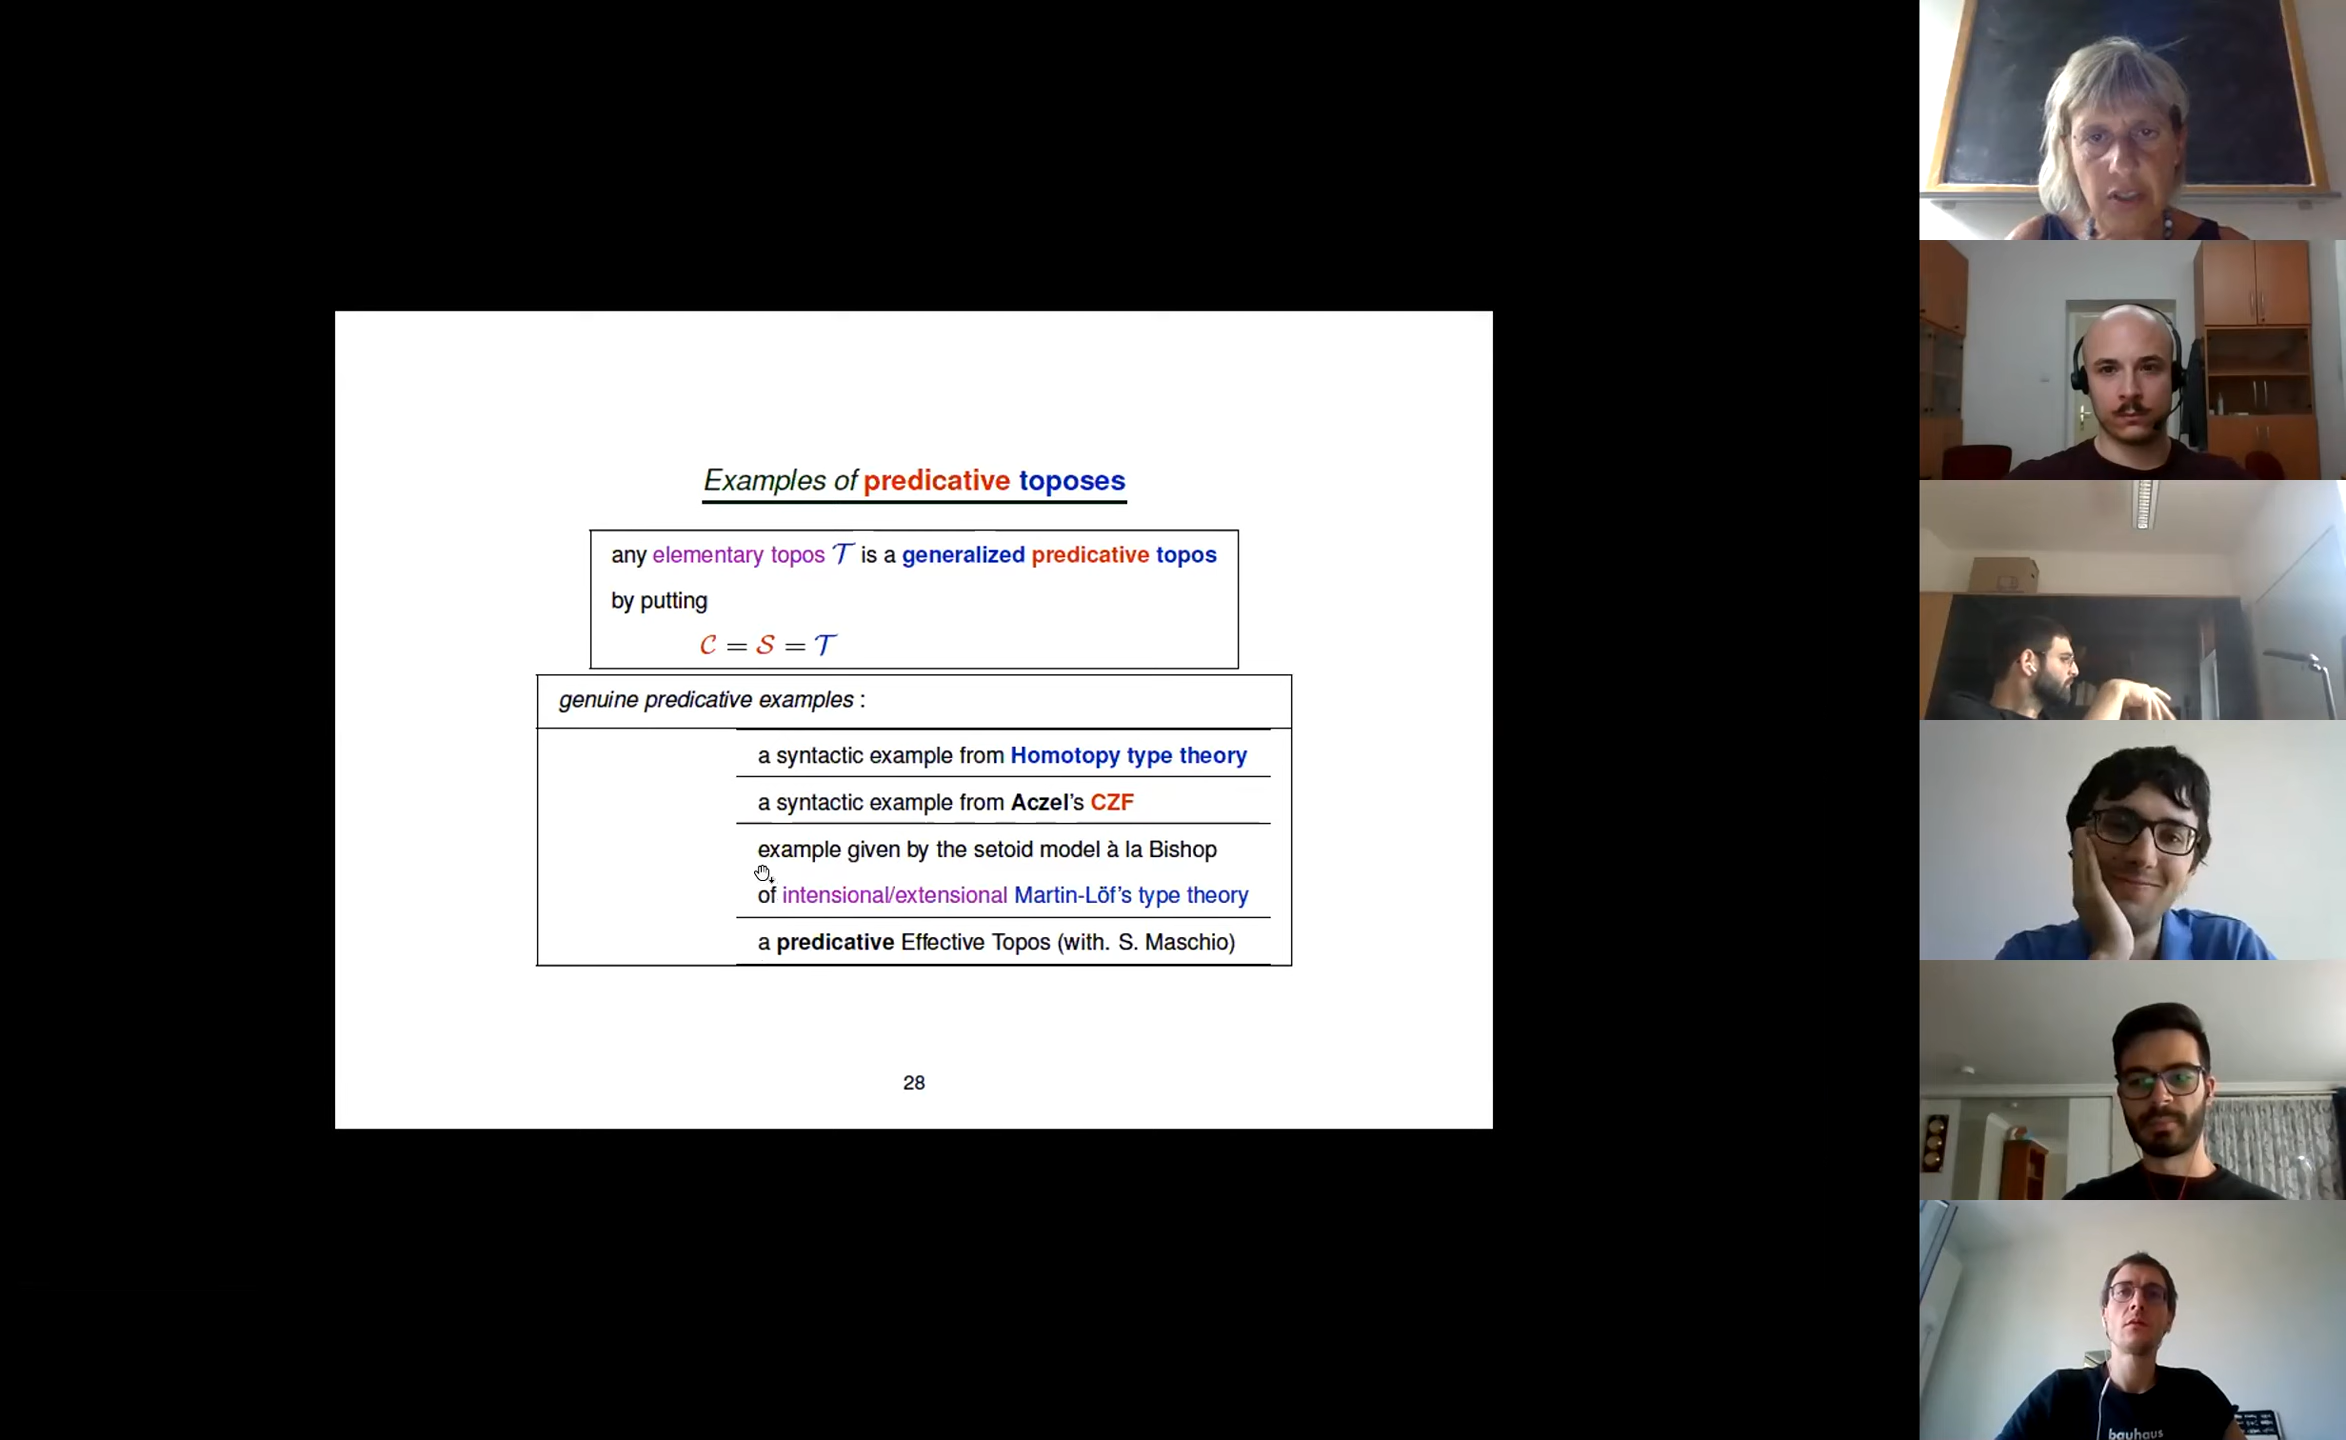 Examples of predicative toposes
any elementary topos 𝒯 is a generalized predicative topos
by putting
𝒞 = 𝒮 = 𝒯
genuine predicative examples :
a syntactic example from Homotopy type theory
a syntactic example from Aczel's CZF
example given by the setoid model à la Bishop
of intensional/extensional Martin-Löf's type theory
a predicative Effective Topos (with. S. Maschio)
28
bauhaus